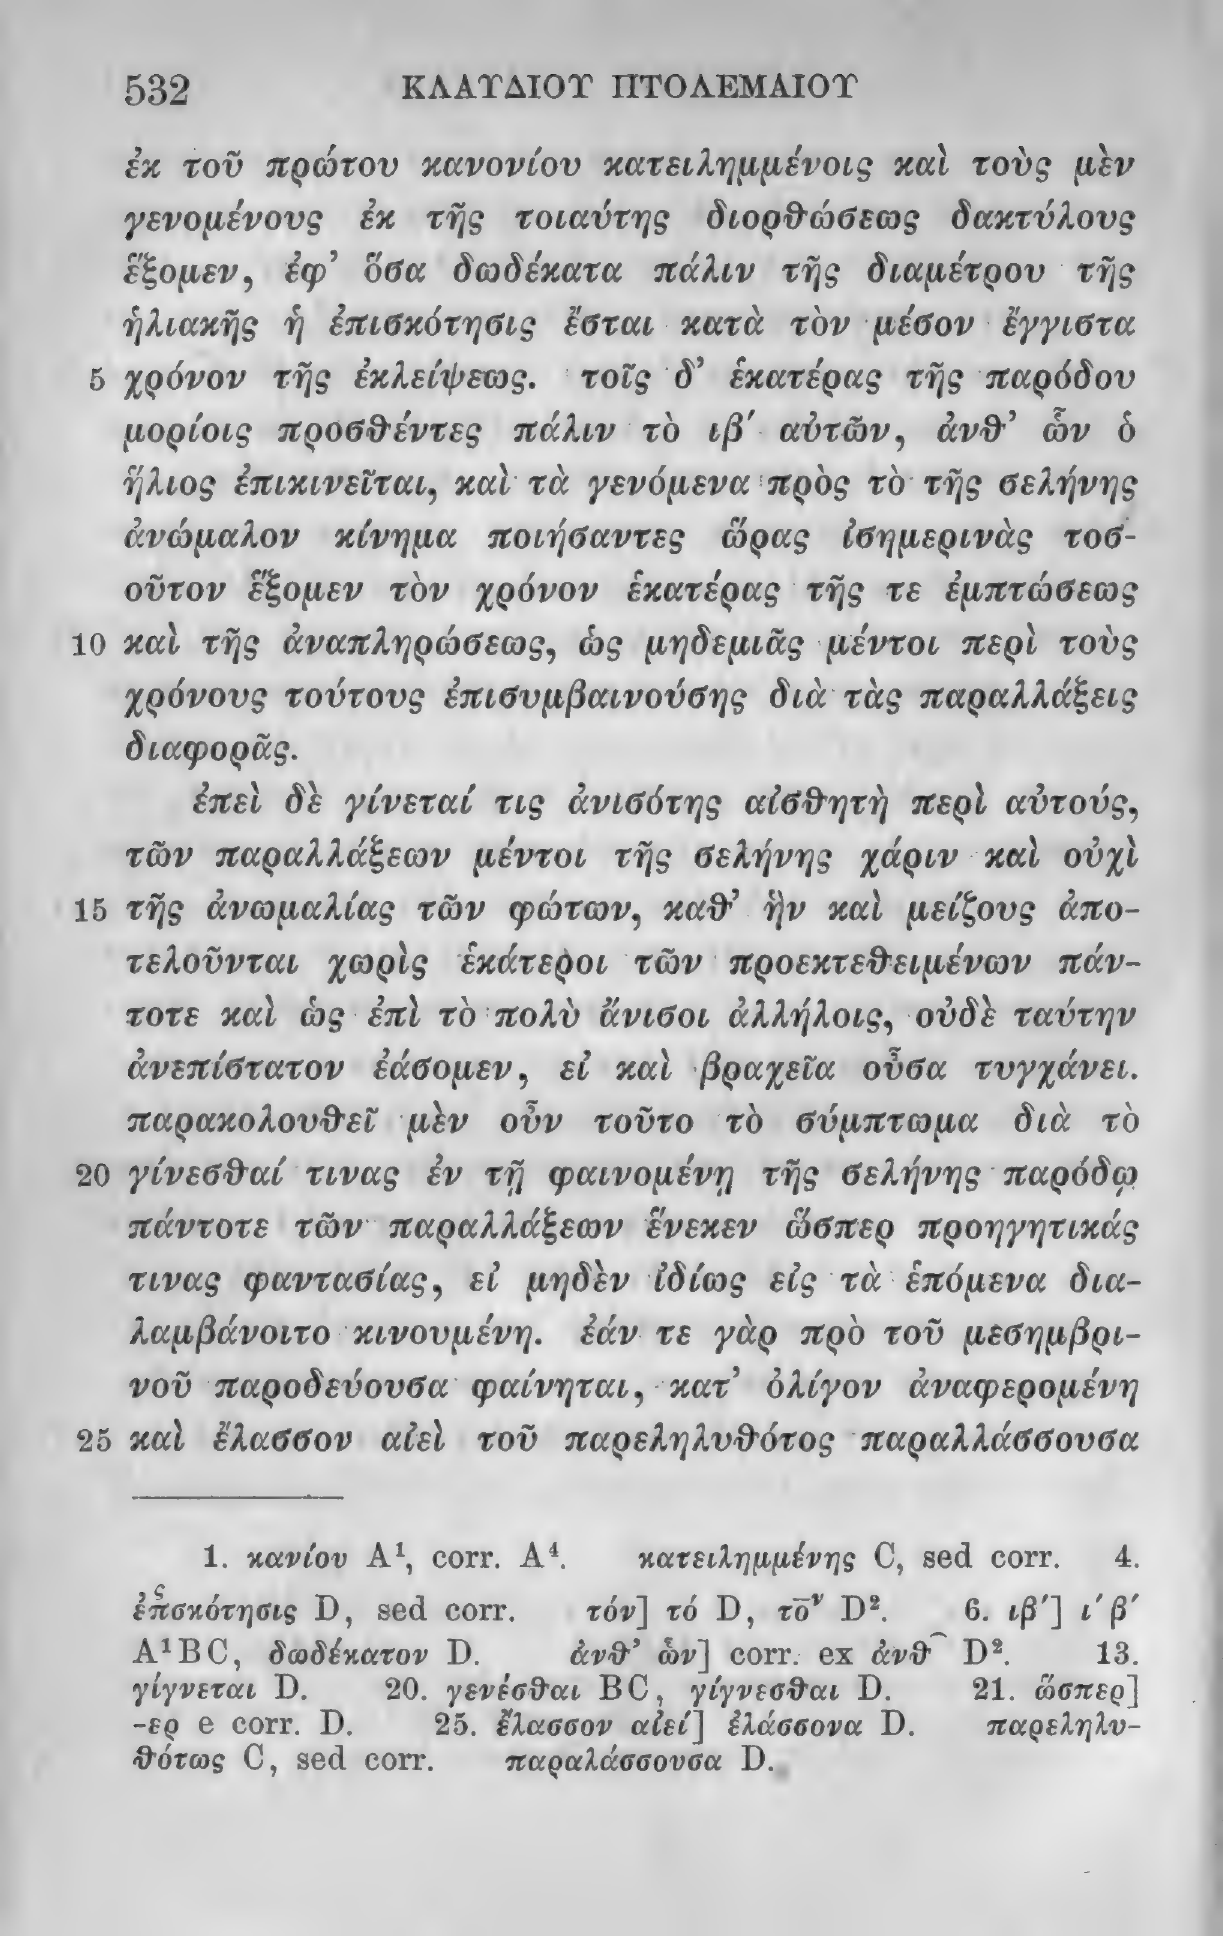 532 ΚΛΑΥΔΙΟΥ ΠΤΟΛΕΜΑΙΟΥ
ἐκ τοῦ πρώτου κανονίου κατειλημμένοις καὶ τοὺς μὲν
γενομένους ἐκ τῆς τοιαύτης διορθώσεως δακτύλους
ἕξομεν, ἐφ’ ὅσα δωδέκατα πάλιν τῆς διαμέτρου τῆς
ἡλιακῆς ἡ ἐπισκότησις ἔσται κατὰ τὸν μέσον ἔγγιστα
5 χρόνον τῆς ἐκλείψεως. τοῖς δ’ ἑκατέρας τῆς παρόδου
μορίοις προσθέντες πάλιν τὸ ιβʹ αὐτῶν, ἀνθ’ ὧν ὁ
ἥλιος ἐπικινεῖται, καὶ τὰ γενόμενα πρὸς τὸ τῆς σελήνης
ἀνώμαλον κίνημα ποιήσαντες ὥρας ἰσημερινὰς τοσ-
οῦτον ἕξομεν τὸν χρόνον ἑκατέρας τῆς τε ἐμπτώσεως
10 καὶ τῆς ἀναπληρώσεως, ὡς μηδεμιᾶς μέντοι περὶ τοὺς
χρόνους τούτους ἐπισυμβαινούσης διὰ τὰς παραλλάξεις
διαφορᾶς.
ἐπεὶ δὲ γίνεταί τις ἀνισότης αἰσθητὴ περὶ αὐτούς,
τῶν παραλλάξεων μέντοι τῆς σελήνης χάριν καὶ οὐχὶ
15 τῆς ἀνωμαλίας τῶν φώτων, καθ’ ἣν καὶ μείζους ἀπο-
τελοῦνται χωρὶς ἑκάτεροι τῶν προεκτεθειμένων πάν-
τοτε καὶ ὡς ἐπὶ τὸ πολὺ ἄνισοι ἀλλήλοις, οὐδὲ ταύτην
ἀνεπίστατον ἐάσομεν, εἰ καὶ βραχεῖα οὖσα τυγχάνει.
παρακολουθεῖ μὲν οὖν τοῦτο τὸ σύμπτωμα διὰ τὸ
20 γίνεσθαί τινας ἐν τῇ φαινομένῃ τῆς σελήνης παρόδῳ
πάντοτε τῶν παραλλάξεων ἕνεκεν ὥσπερ προηγητικάς
τινας φαντασίας, εἰ μηδὲν ἰδίως εἰς τὰ ἑπόμενα δια-
λαμβάνοιτο κινουμένη. ἐάν τε γὰρ πρὸ τοῦ μεσημβρι-
νοῦ παροδεύουσα φαίνηται, κατ’ ὀλίγον ἀναφερομένη
25 καὶ ἔλασσον αἰεὶ τοῦ παρεληλυθότος παραλλάσσουσα
1. κανίου A¹, corr. A⁴. κατειλημμένης C, sed corr. 4.
ἐπσκότησις D, sed corr. τόν] τό D, το̄ν D². 6. ιβʹ] ιʹ βʹ
A¹BC, δωδέκατον D. ἀνθ’ ὧν] corr. ex ἀνθ͡ D². 13.
γίγνεται D. 20. γενέσθαι BC, γίγνεσθαι D. 21. ὥσπερ]
-ερ e corr. D. 25. ἔλασσον αἰεί] ἐλάσσονα D. παρεληλυ-
θότως C, sed corr. παραλάσσουσα D.